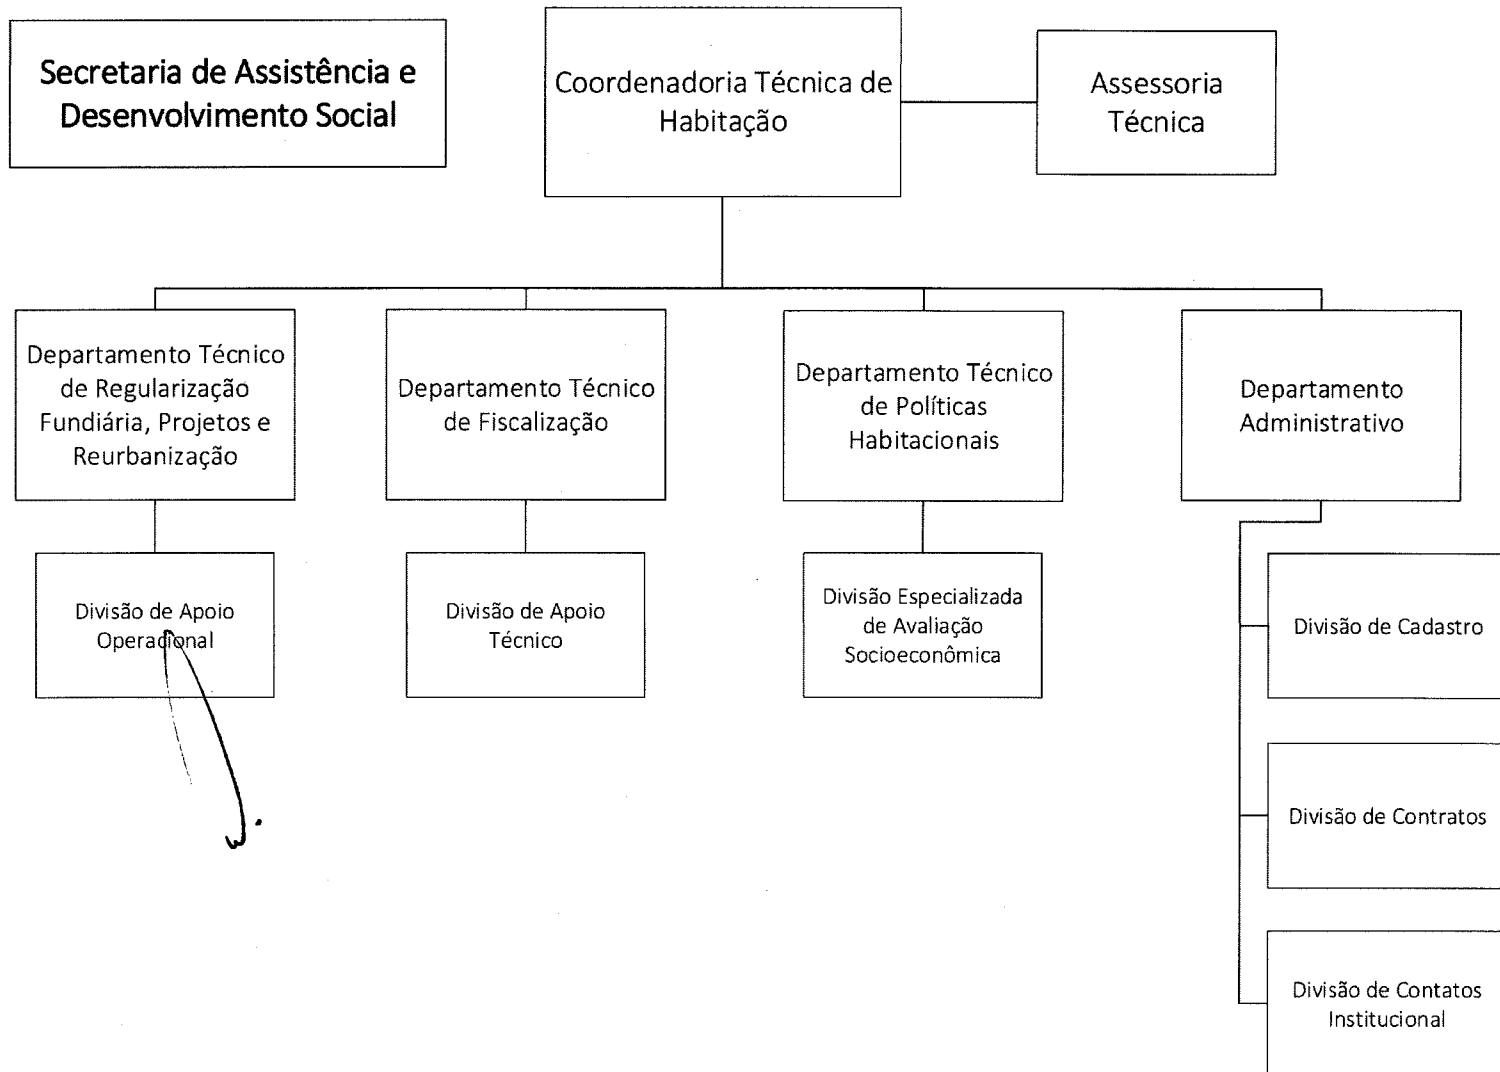 Secretaria de Assistência e
Desenvolvimento Social
Coordenadoria Técnica de
Habitação
Assessoria
Técnica
Departamento Técnico
de Regularização
Fundiária, Projetos e
Reurbanização
Departamento Técnico
de Fiscalização
Departamento Técnico
de Políticas
Habitacionais
Departamento
Administrativo
Divisão de Apoio
Operacional
Divisão de Apoio
Técnico
Divisão Especializada
de Avaliação
Socioeconômica
Divisão de Cadastro
Divisão de Contratos
Divisão de Contatos
Institucional